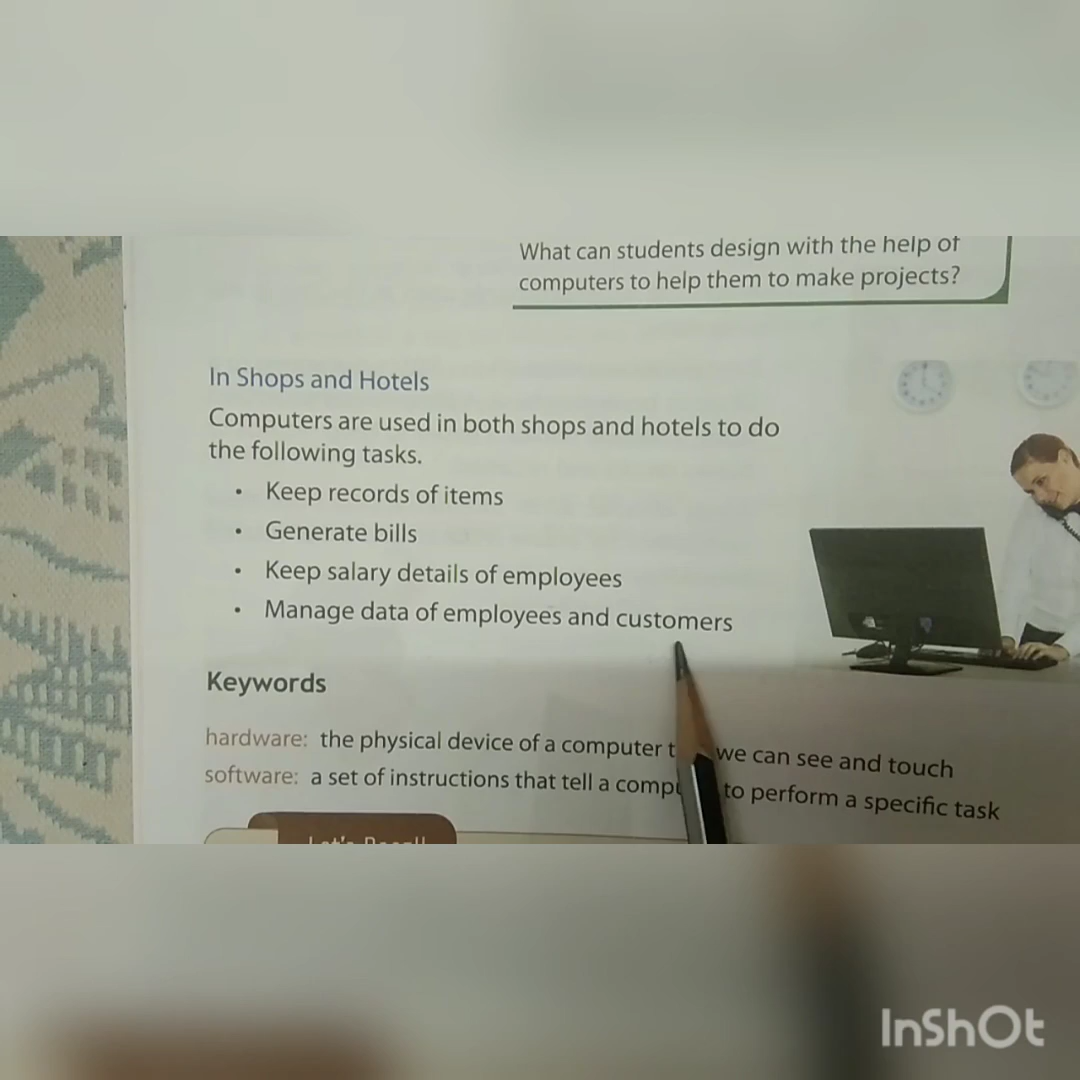 What can students design with the help of
computers to help them to make projects?
In Shops and Hotels
Computers are used in both shops and hotels to do
the following tasks.
• Keep records of items
• Generate bills
• Keep salary details of employees
• Manage data of employees and customers
Keywords
hardware: the physical device of a computer we can see and touch
software: a set of instructions that tell a to perform a specific task
InShOt